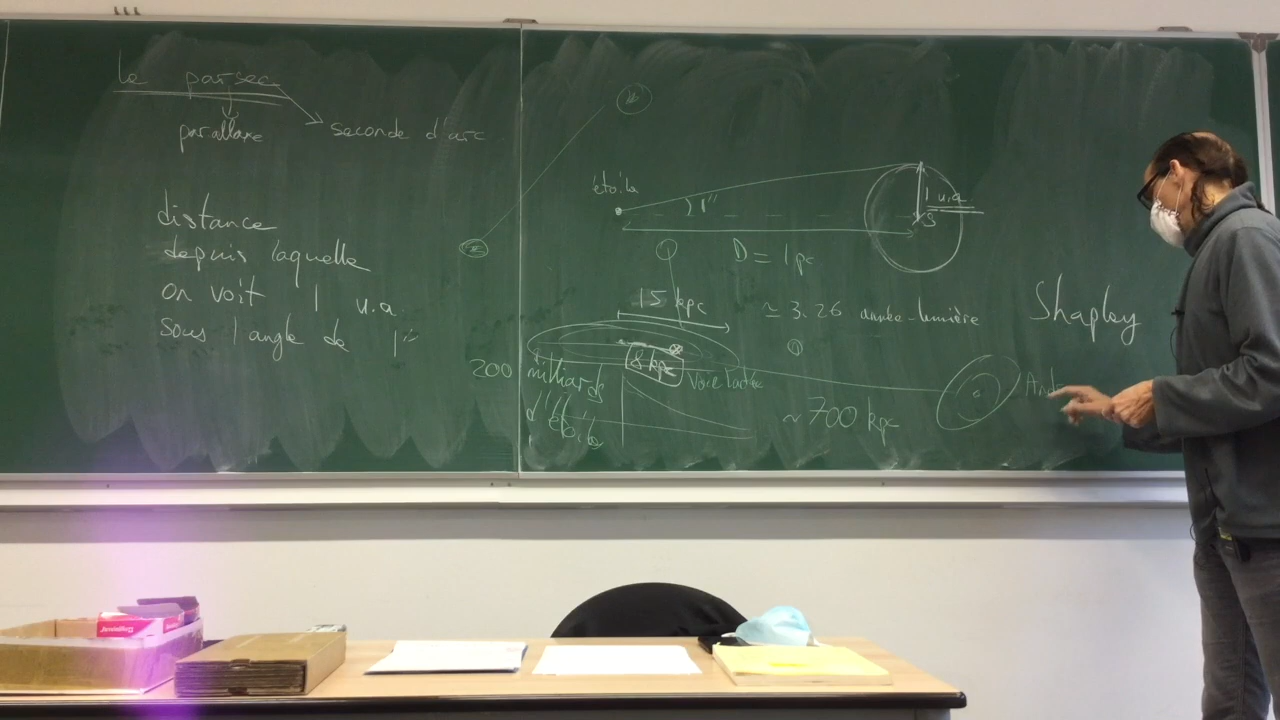 le parsec
parallaxe
seconde d'arc
distance
depuis laquelle
on voit 1 u.a.
sous l'angle de 1"
étoile
1"
1 u.a
S
D = 1 pc
15 kpc
≃ 3.26 année-lumière
Shapley
8 kpc
200 milliards
d'étoiles
Voie lactée
~ 700 kpc
And